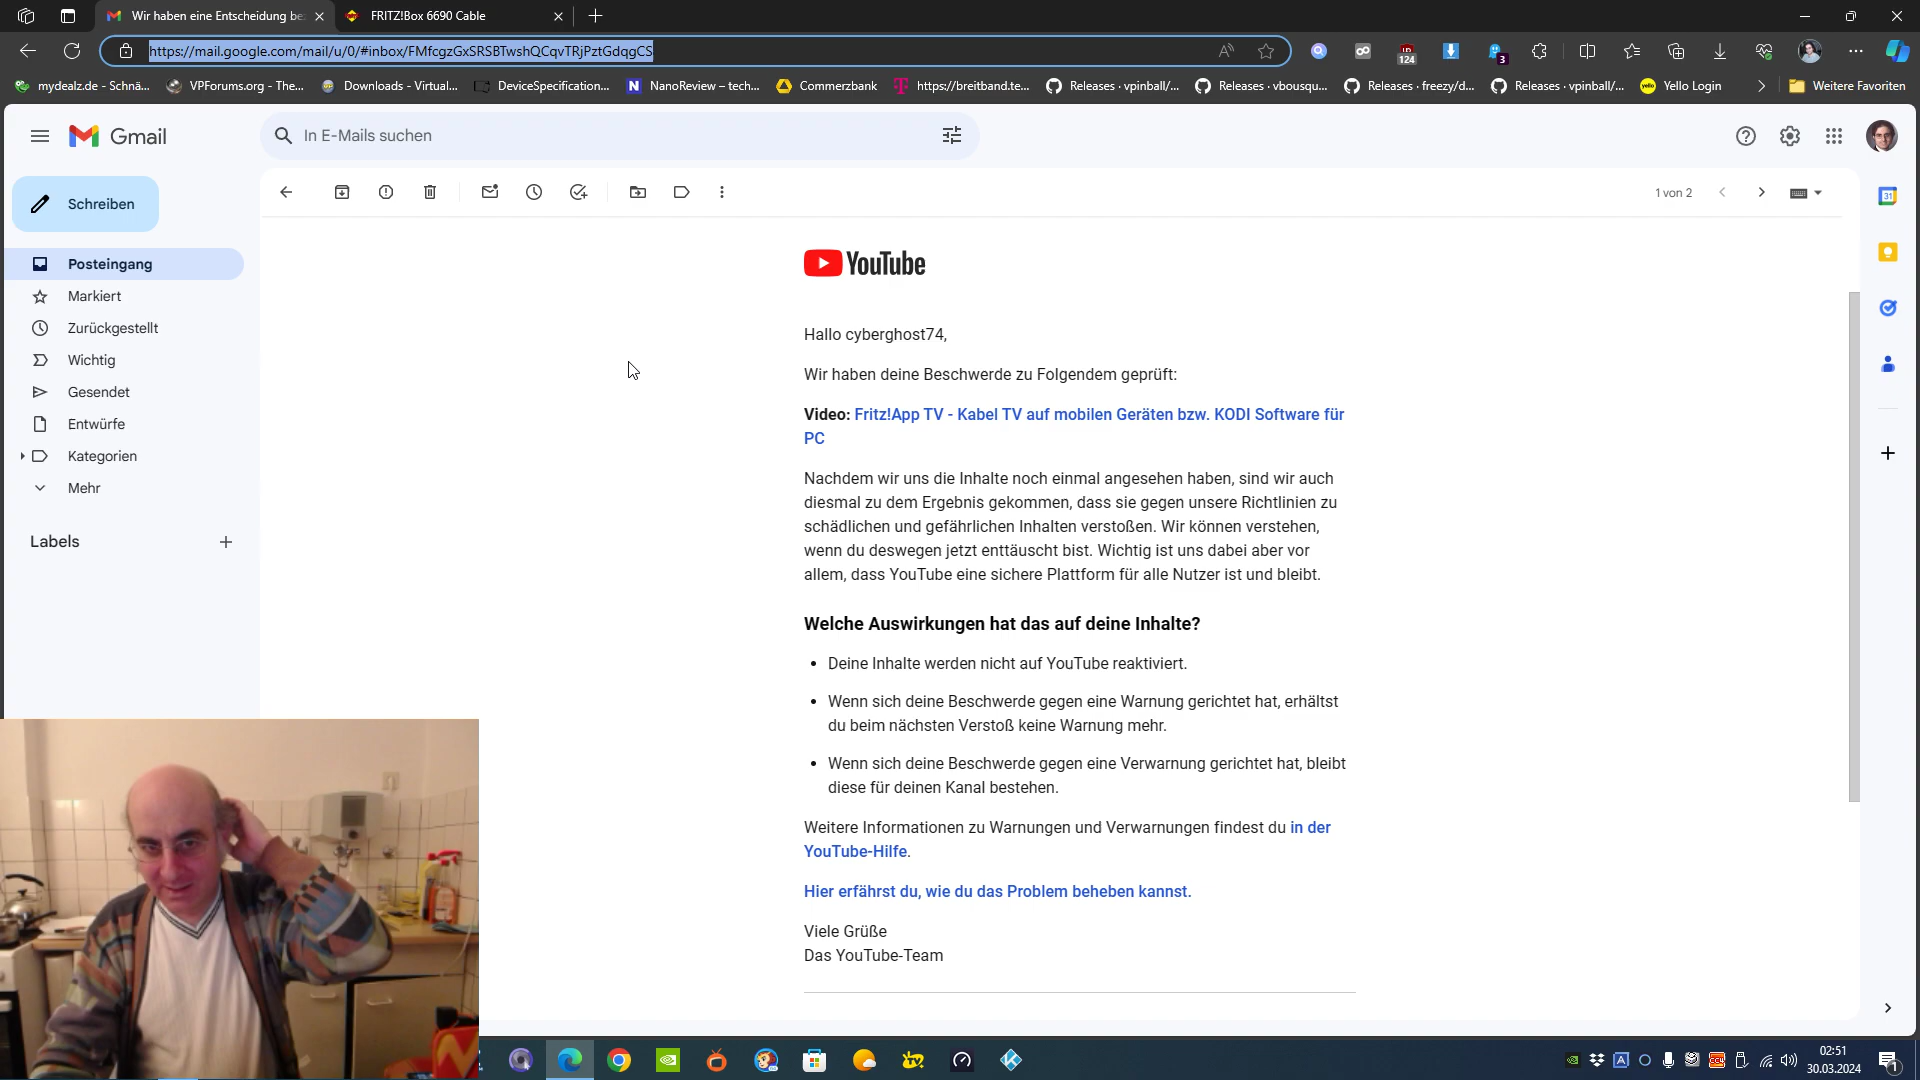 Wir haben eine Entscheidung be
FRITZ!Box 6690 Cable
https://mail.google.com/mail/u/0/#inbox/FMfcgzGxSRSBTwshQCqvTRjPztGdqgCS
124
3
mydealz.de - Schnä...
VPForums.org - The...
Downloads - Virtual...
DeviceSpecification...
NanoReview – tech...
Commerzbank
https://breitband.te...
Releases · vpinball/...
Releases · vbousqu...
Releases · freezy/d...
Releases · vpinball/...
Yello Login
Weitere Favoriten
Gmail
In E-Mails suchen
Schreiben
1 von 2
31
Posteingang
Markiert
Zurückgestellt
Wichtig
Gesendet
Entwürfe
Kategorien
Mehr
Labels
YouTube
Hallo cyberghost74,
Wir haben deine Beschwerde zu Folgendem geprüft:
Video: Fritz!App TV - Kabel TV auf mobilen Geräten bzw. KODI Software für
PC
Nachdem wir uns die Inhalte noch einmal angesehen haben, sind wir auch
diesmal zu dem Ergebnis gekommen, dass sie gegen unsere Richtlinien zu
schädlichen und gefährlichen Inhalten verstoßen. Wir können verstehen,
wenn du deswegen jetzt enttäuscht bist. Wichtig ist uns dabei aber vor
allem, dass YouTube eine sichere Plattform für alle Nutzer ist und bleibt.
Welche Auswirkungen hat das auf deine Inhalte?
• Deine Inhalte werden nicht auf YouTube reaktiviert.
• Wenn sich deine Beschwerde gegen eine Warnung gerichtet hat, erhältst
du beim nächsten Verstoß keine Warnung mehr.
• Wenn sich deine Beschwerde gegen eine Verwarnung gerichtet hat, bleibt
diese für deinen Kanal bestehen.
Weitere Informationen zu Warnungen und Verwarnungen findest du in der
YouTube-Hilfe.
Hier erfährst du, wie du das Problem beheben kannst.
Viele Grüße
Das YouTube-Team
02:51
30.03.2024
1